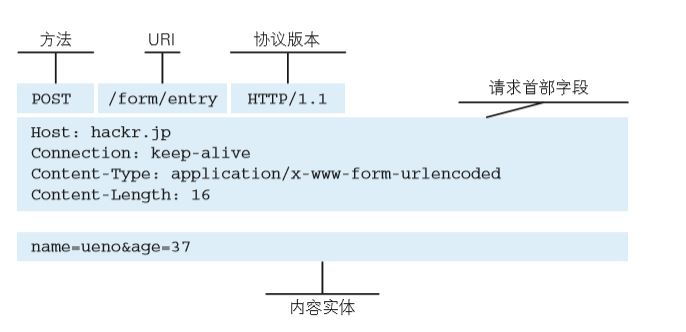 方法 URI 协议版本
POST /form/entry HTTP/1.1
请求首部字段
Host: hackr.jp
Connection: keep-alive
Content-Type: application/x-www-form-urlencoded
Content-Length: 16
name=ueno&age=37
内容实体